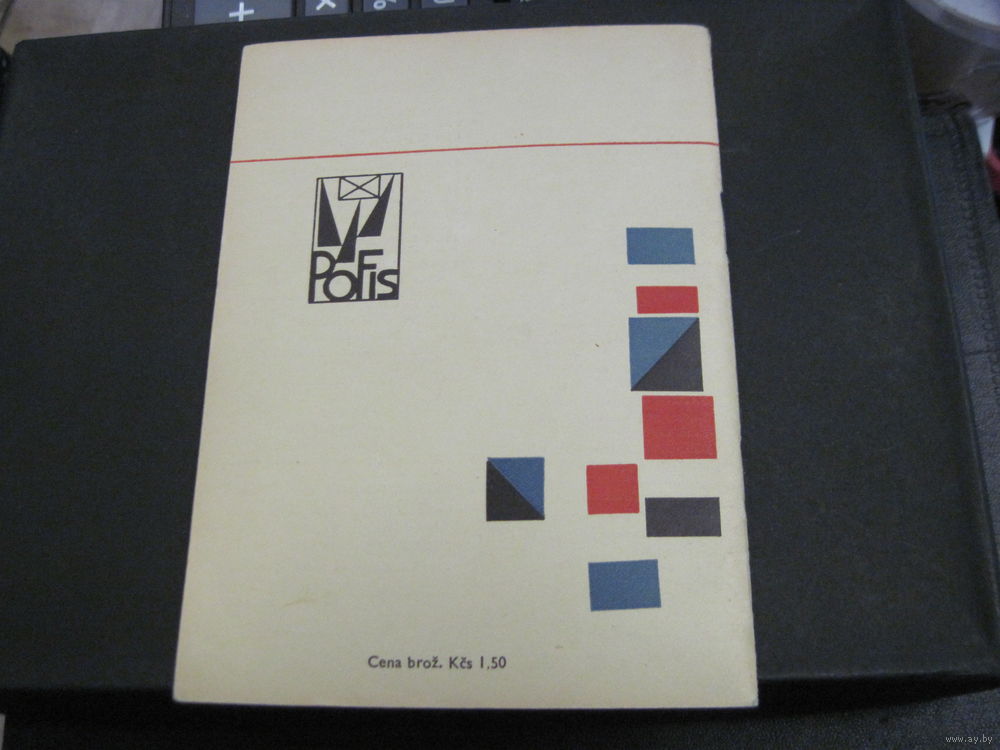 + X %
POFIS
Cena brož. Kčs 1,50
www.ay.by